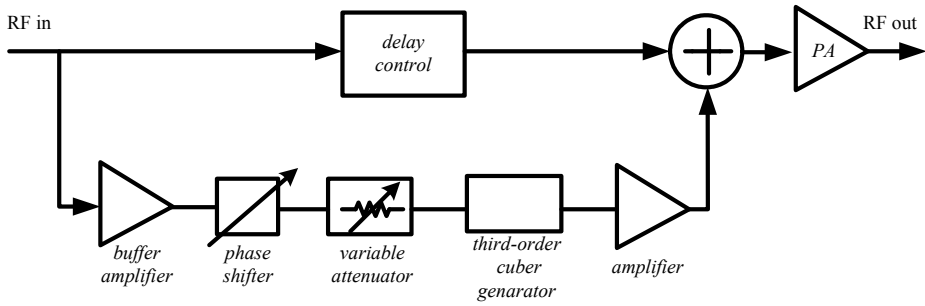 RF in
delay
control
PA
RF out
buffer
amplifier
phase
shifter
variable
attenuator
third-order
cuber
genarator
amplifier